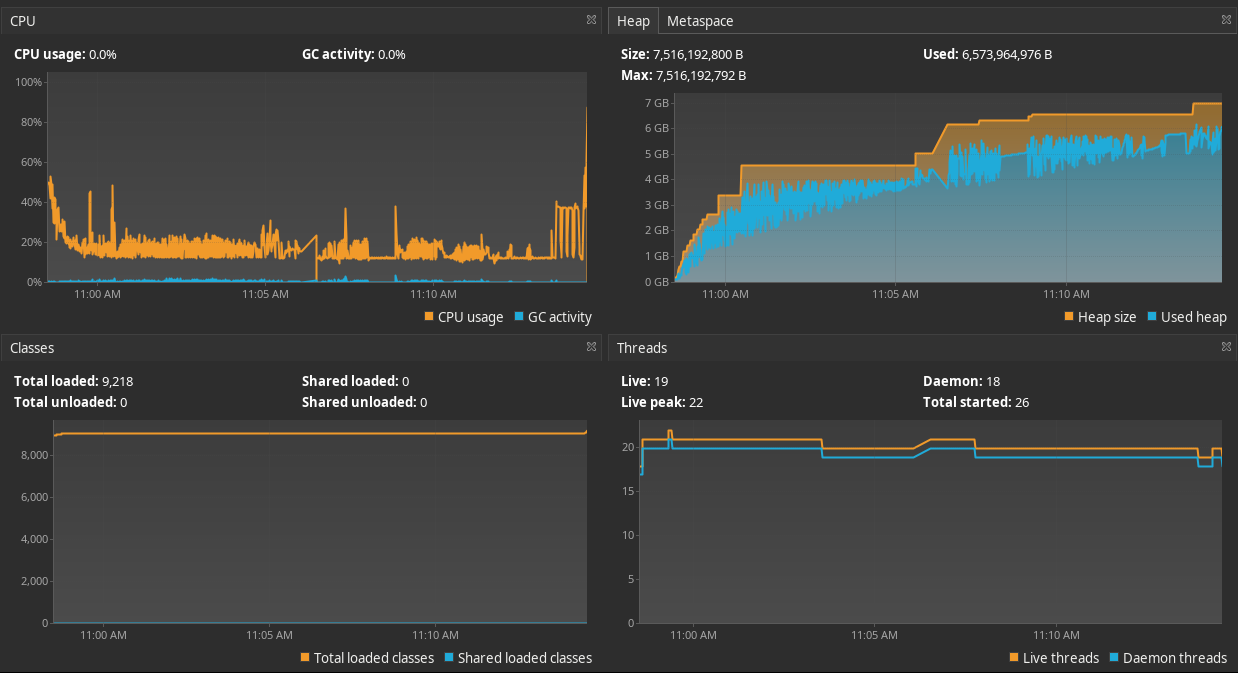 CPU
CPU usage: 0.0%
GC activity: 0.0%
100%
80%
60%
40%
20%
0%
11:00 AM
11:05 AM
11:10 AM
CPU usage
GC activity
Heap
Metaspace
Size: 7,516,192,800 B
Used: 6,573,964,976 B
Max: 7,516,192,792 B
7 GB
6 GB
5 GB
4 GB
3 GB
2 GB
1 GB
0 GB
11:00 AM
11:05 AM
11:10 AM
Heap size
Used heap
Classes
Total loaded: 9,218
Shared loaded: 0
Total unloaded: 0
Shared unloaded: 0
8,000
6,000
4,000
2,000
0
11:00 AM
11:05 AM
11:10 AM
Total loaded classes
Shared loaded classes
Threads
Live: 19
Daemon: 18
Live peak: 22
Total started: 26
20
15
10
5
0
11:00 AM
11:05 AM
11:10 AM
Live threads
Daemon threads